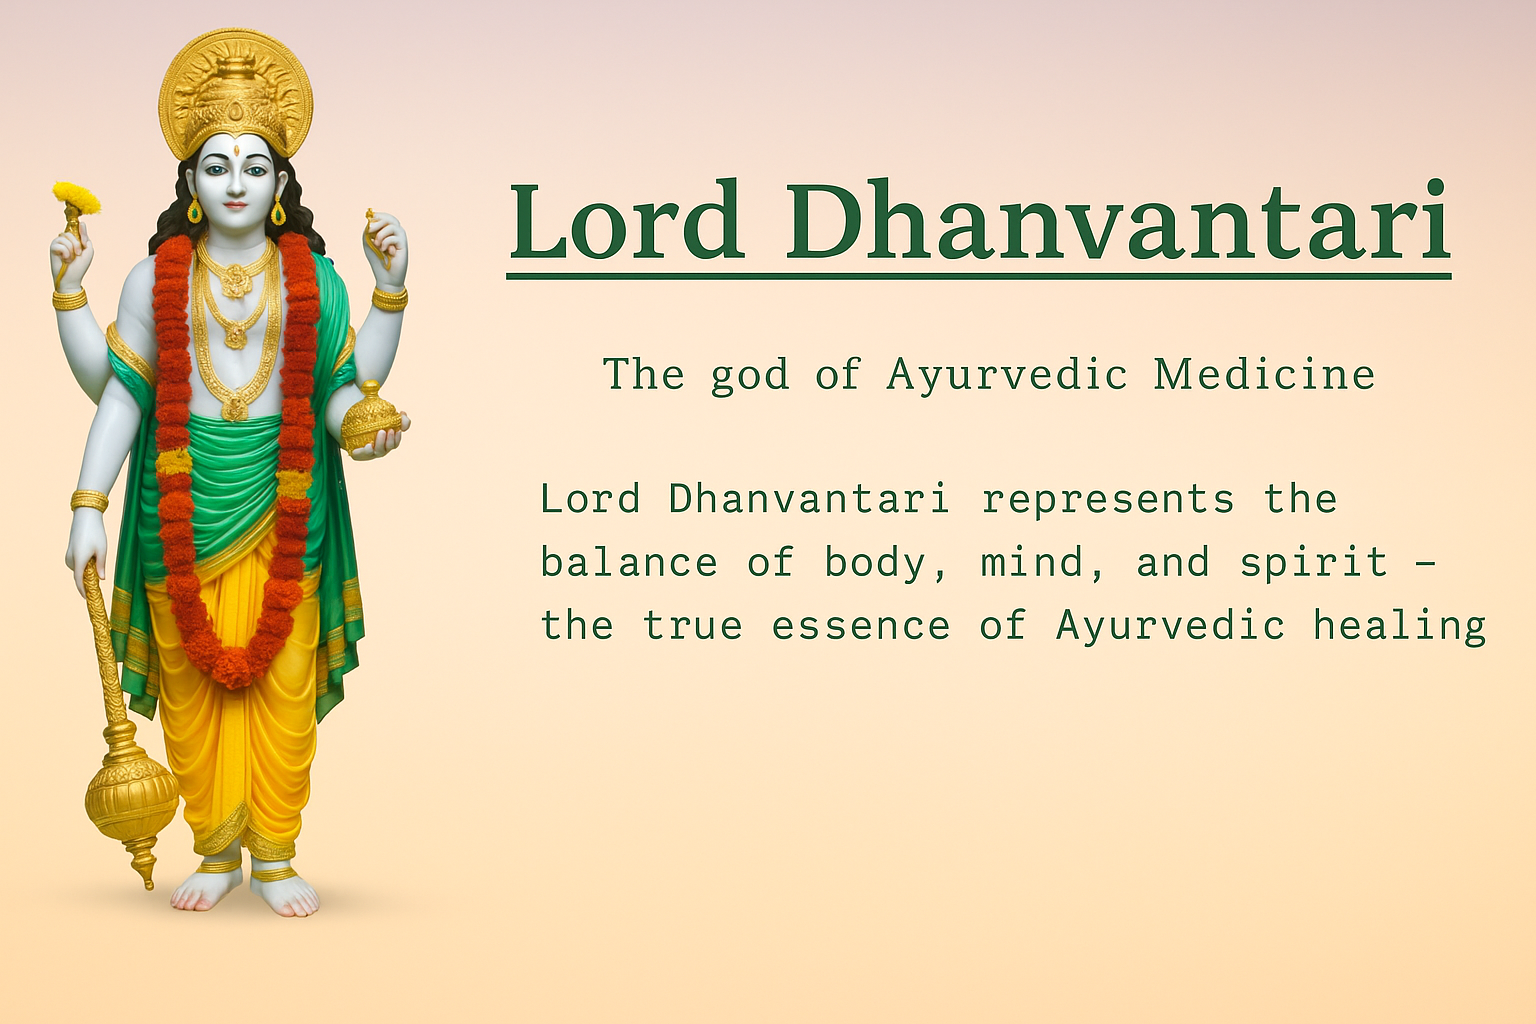 Lord Dhanvantari
The god of Ayurvedic Medicine
Lord Dhanvantari represents the
balance of body, mind, and spirit –
the true essence of Ayurvedic healing